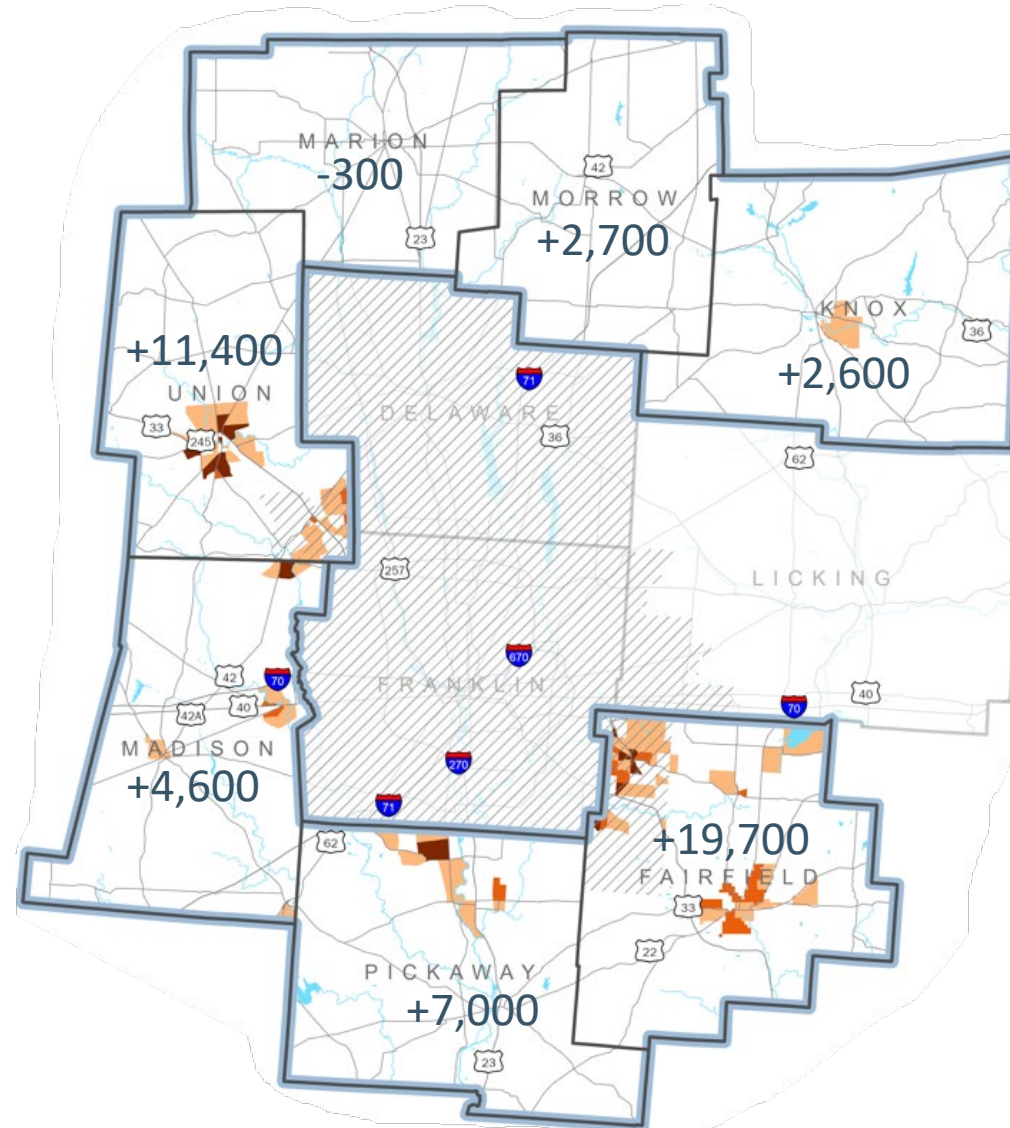 MARION
-300
23
42
MORROW
+2,700
KNOX
36
+2,600
+11,400
UNION
33
245
71
DELAWARE
36
62
257
LICKING
670
FRANKLIN
42
70
40
42A
MADISON
+4,600
40
70
270
71
62
+19,700
FAIRFIELD
33
22
PICKAWAY
+7,000
23